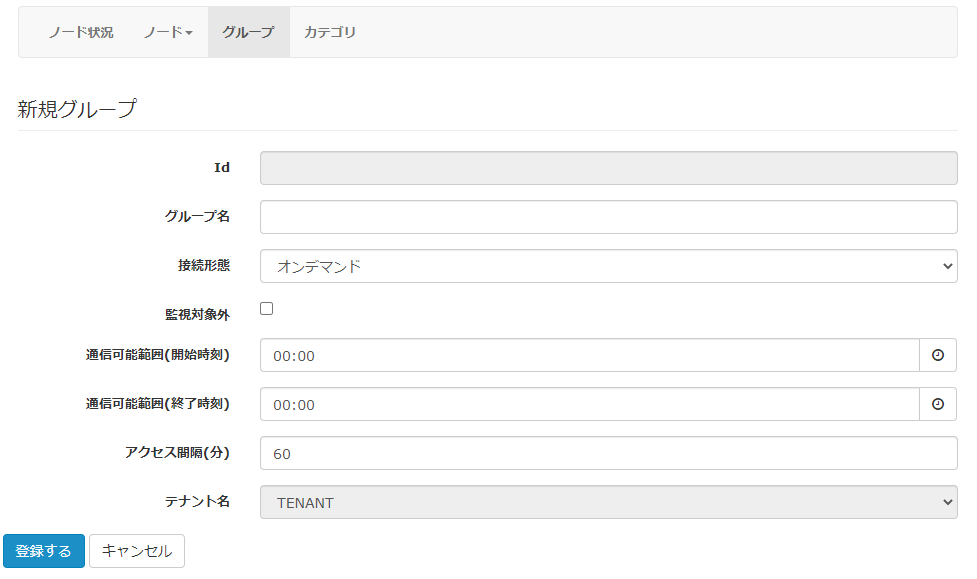 ノード状況 ノード グループ カテゴリ
新規グループ
Id
グループ名
接続形態 オンデマンド
監視対象外
通信可能範囲(開始時刻) 00:00
通信可能範囲(終了時刻) 00:00
アクセス間隔(分) 60
テナント名 TENANT
登録する キャンセル